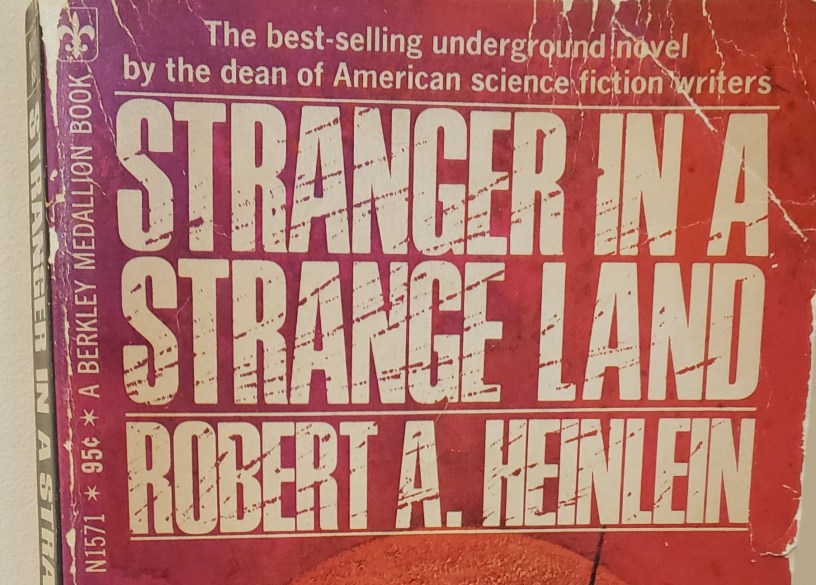 The best-selling underground novel
by the dean of American science fiction writers
STRANGER IN A
STRANGE LAND
ROBERT A. HEINLEIN
N1571 * 95¢ * A BERKLEY MEDALLION BOOK
STRANGER IN A STRA